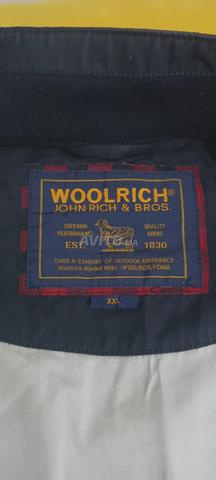 WOOLRICH®
JOHN RICH & BROS.
SUPERIOR PERFORMANCE
QUALITY GOODS
EST. 1830
OVER A CENTURY OF OUTDOOR EXPERIENCE
Woolrich Woolen Mills - WOOLRICH, PENNA
XXL
Avito